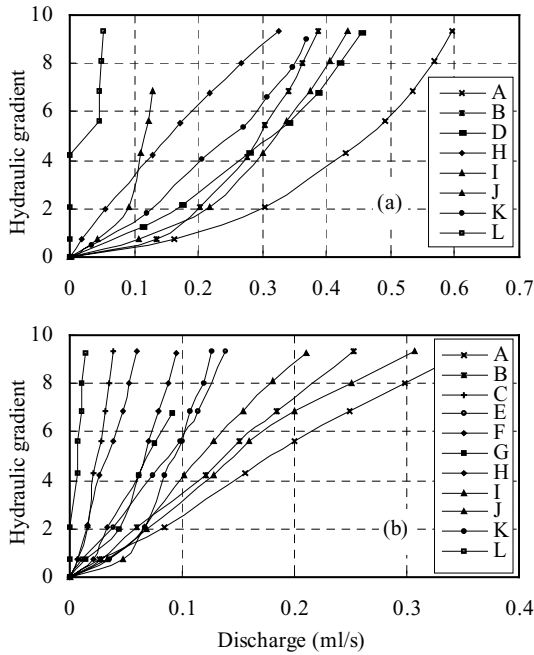 10
8
6
4
2
0
Hydraulic gradient
0 0.1 0.2 0.3 0.4 0.5 0.6 0.7
(a)
A
B
D
H
I
J
K
L
10
8
6
4
2
0
Hydraulic gradient
0 0.1 0.2 0.3 0.4
(b)
A
B
C
E
F
G
H
I
J
K
L
Discharge (ml/s)